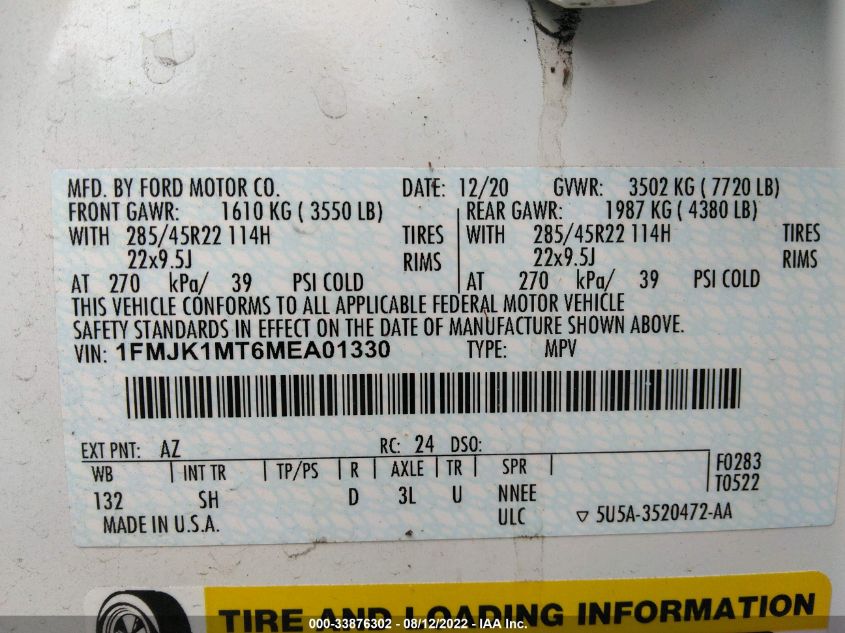 MFD. BY FORD MOTOR CO. DATE: 12/20 GVWR: 3502 KG ( 7720 LB)
FRONT GAWR: 1610 KG ( 3550 LB) REAR GAWR: 1987 KG ( 4380 LB)
WITH 285/45R22 114H TIRES WITH 285/45R22 114H TIRES
22x9.5J RIMS 22x9.5J RIMS
AT 270 kPa/ 39 PSI COLD AT 270 kPa/ 39 PSI COLD
THIS VEHICLE CONFORMS TO ALL APPLICABLE FEDERAL MOTOR VEHICLE
SAFETY STANDARDS IN EFFECT ON THE DATE OF MANUFACTURE SHOWN ABOVE.
VIN: 1FMJK1MT6MEA01330 TYPE: MPV
EXT PNT: AZ RC: 24 DSO:
WB INT TR TP/PS R AXLE TR SPR F0283
132 SH D 3L U NNEE T0522
MADE IN U.S.A. ULC ▽ 5U5A-3520472-AA
TIRE AND LOADING INFORMATION
000-33876302 - 08/12/2022 - IAA Inc.